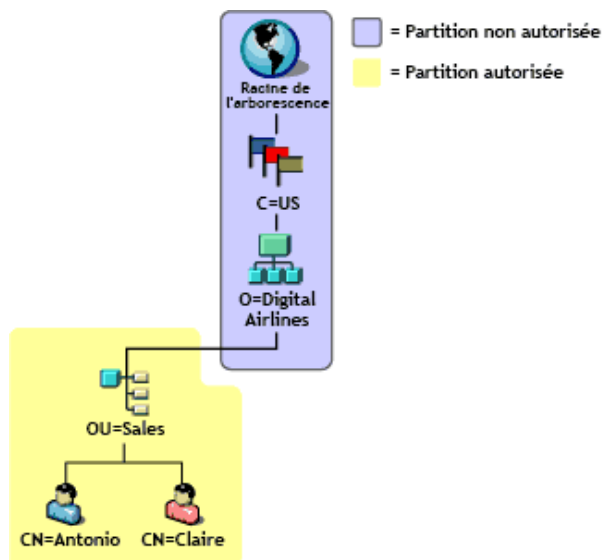 = Partition non autorisée
= Partition autorisée
Racine de
l'arborescence
C=US
O=Digital
Airlines
OU=Sales
CN=Antonio
CN=Claire